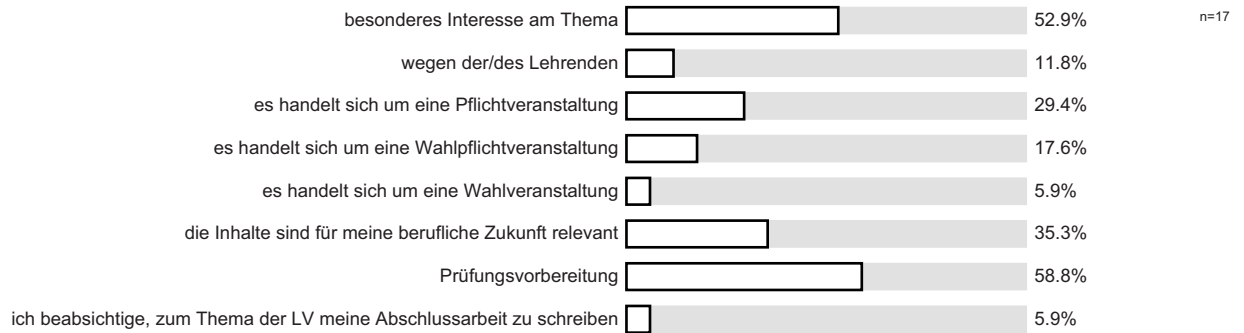 besonderes Interesse am Thema 52.9% n=17
wegen der/des Lehrenden 11.8%
es handelt sich um eine Pflichtveranstaltung 29.4%
es handelt sich um eine Wahlpflichtveranstaltung 17.6%
es handelt sich um eine Wahlveranstaltung 5.9%
die Inhalte sind für meine berufliche Zukunft relevant 35.3%
Prüfungsvorbereitung 58.8%
ich beabsichtige, zum Thema der LV meine Abschlussarbeit zu schreiben 5.9%